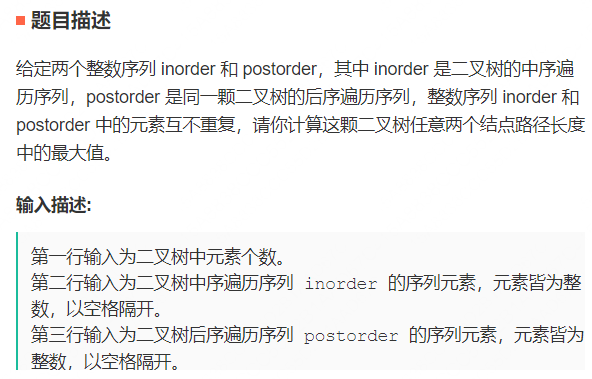 题目描述
给定两个整数序列 inorder 和 postorder，其中 inorder 是二叉树的中序遍
历序列，postorder 是同一颗二叉树的后序遍历序列，整数序列 inorder 和
postorder 中的元素互不重复，请你计算这颗二叉树任意两个结点路径长度
中的最大值。
输入描述:
第一行输入为二叉树中元素个数。
第二行输入为二叉树中序遍历序列 inorder 的序列元素，元素皆为整
数，以空格隔开。
第三行输入为二叉树后序遍历序列 postorder 的序列元素，元素皆为
整数，以空格隔开。